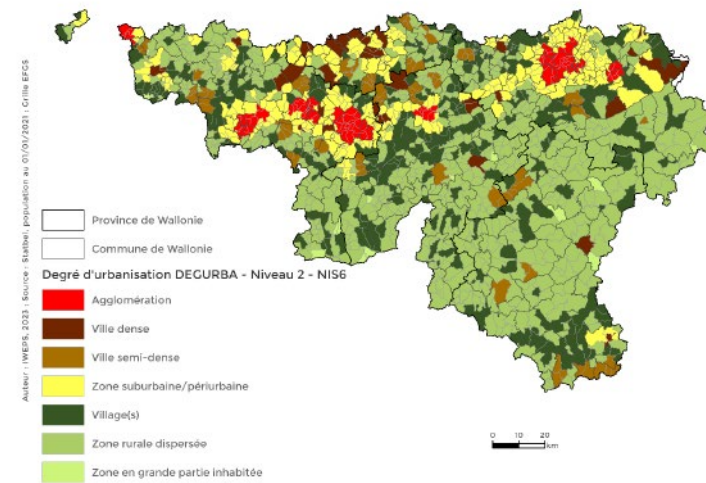 Auteur : IWEPS, 2023 ; Source : Statbel, population au 01/01/2021 ; Grille EFGS
Province de Wallonie
Commune de Wallonie
Degré d'urbanisation DEGURBA - Niveau 2 - NIS6
Agglomération
Ville dense
Ville semi-dense
Zone suburbaine/périurbaine
Village(s)
Zone rurale dispersée
Zone en grande partie inhabitée
0 10 20
km